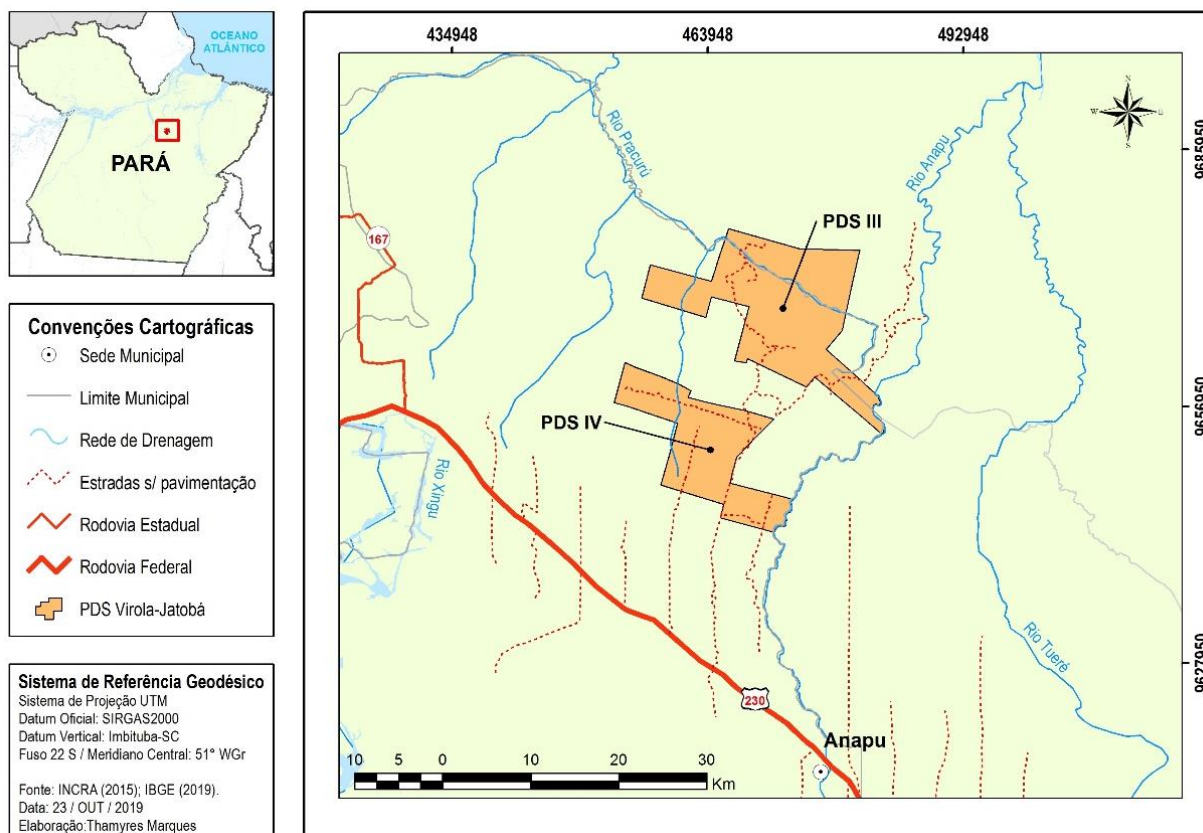 OCEANO
ATLÂNTICO
PARÁ
Convenções Cartográficas
Sede Municipal
Limite Municipal
Rede de Drenagem
Estradas s/ pavimentação
Rodovia Estadual
Rodovia Federal
PDS Virola-Jatobá
Sistema de Referência Geodésico
Sistema de Projeção UTM
Datum Oficial: SIRGAS2000
Datum Vertical: Imbituba-SC
Fuso 22 S / Meridiano Central: 51° WGr
Fonte: INCRA (2015); IBGE (2019).
Data: 23 / OUT / 2019
Elaboração:Thamyres Marques
434948
463948
492948
N
W
E
S
9685950
9656950
9627950
Rio Pracurú
Rio Anapu
PDS III
167
PDS IV
Rio Xingu
Rio Tueré
230
Anapu
10 5 0 10 20 30
Km